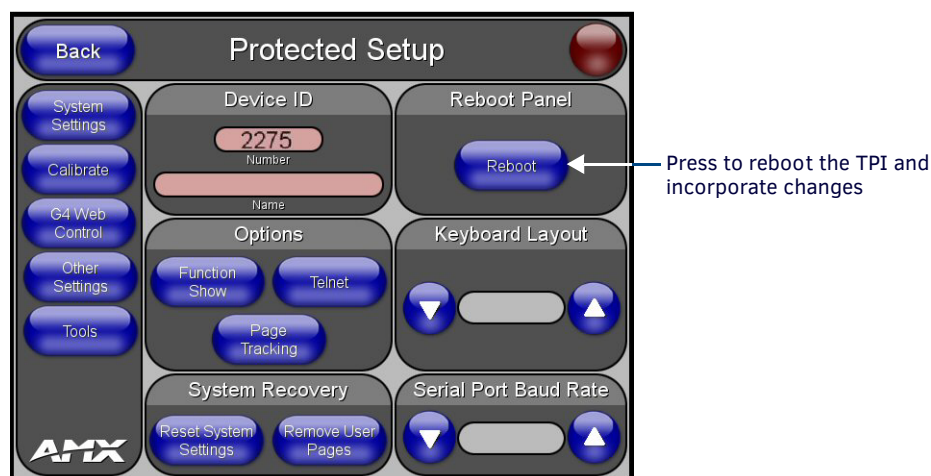 Back
Protected Setup
System
Settings
Calibrate
G4 Web
Control
Other
Settings
Tools
AMX
Device ID
2275
Number
Name
Reboot Panel
Reboot
Press to reboot the TPI and
incorporate changes
Options
Function
Show
Telnet
Page
Tracking
Keyboard Layout
System Recovery
Reset System
Settings
Remove User
Pages
Serial Port Baud Rate